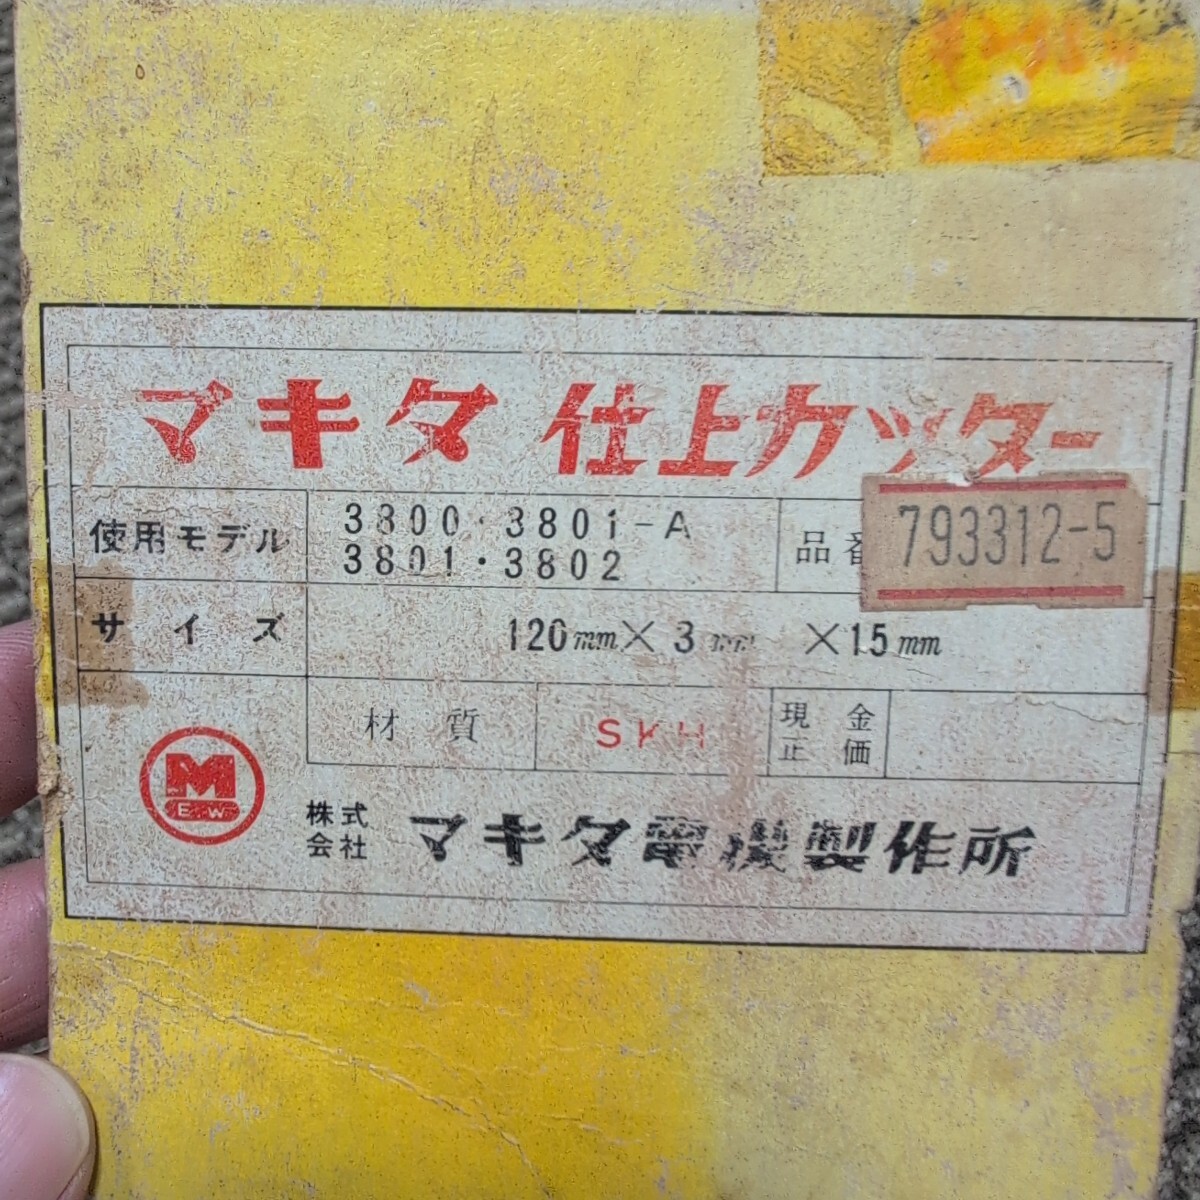 マキタ 仕上カッター
使用モデル
3800・3801-A
3801・3802
品番
793312-5
サイズ
120mm×3mm ×15mm
材質
SKH
現金
正価
M
E W
株式
会社
マキタ電機製作所